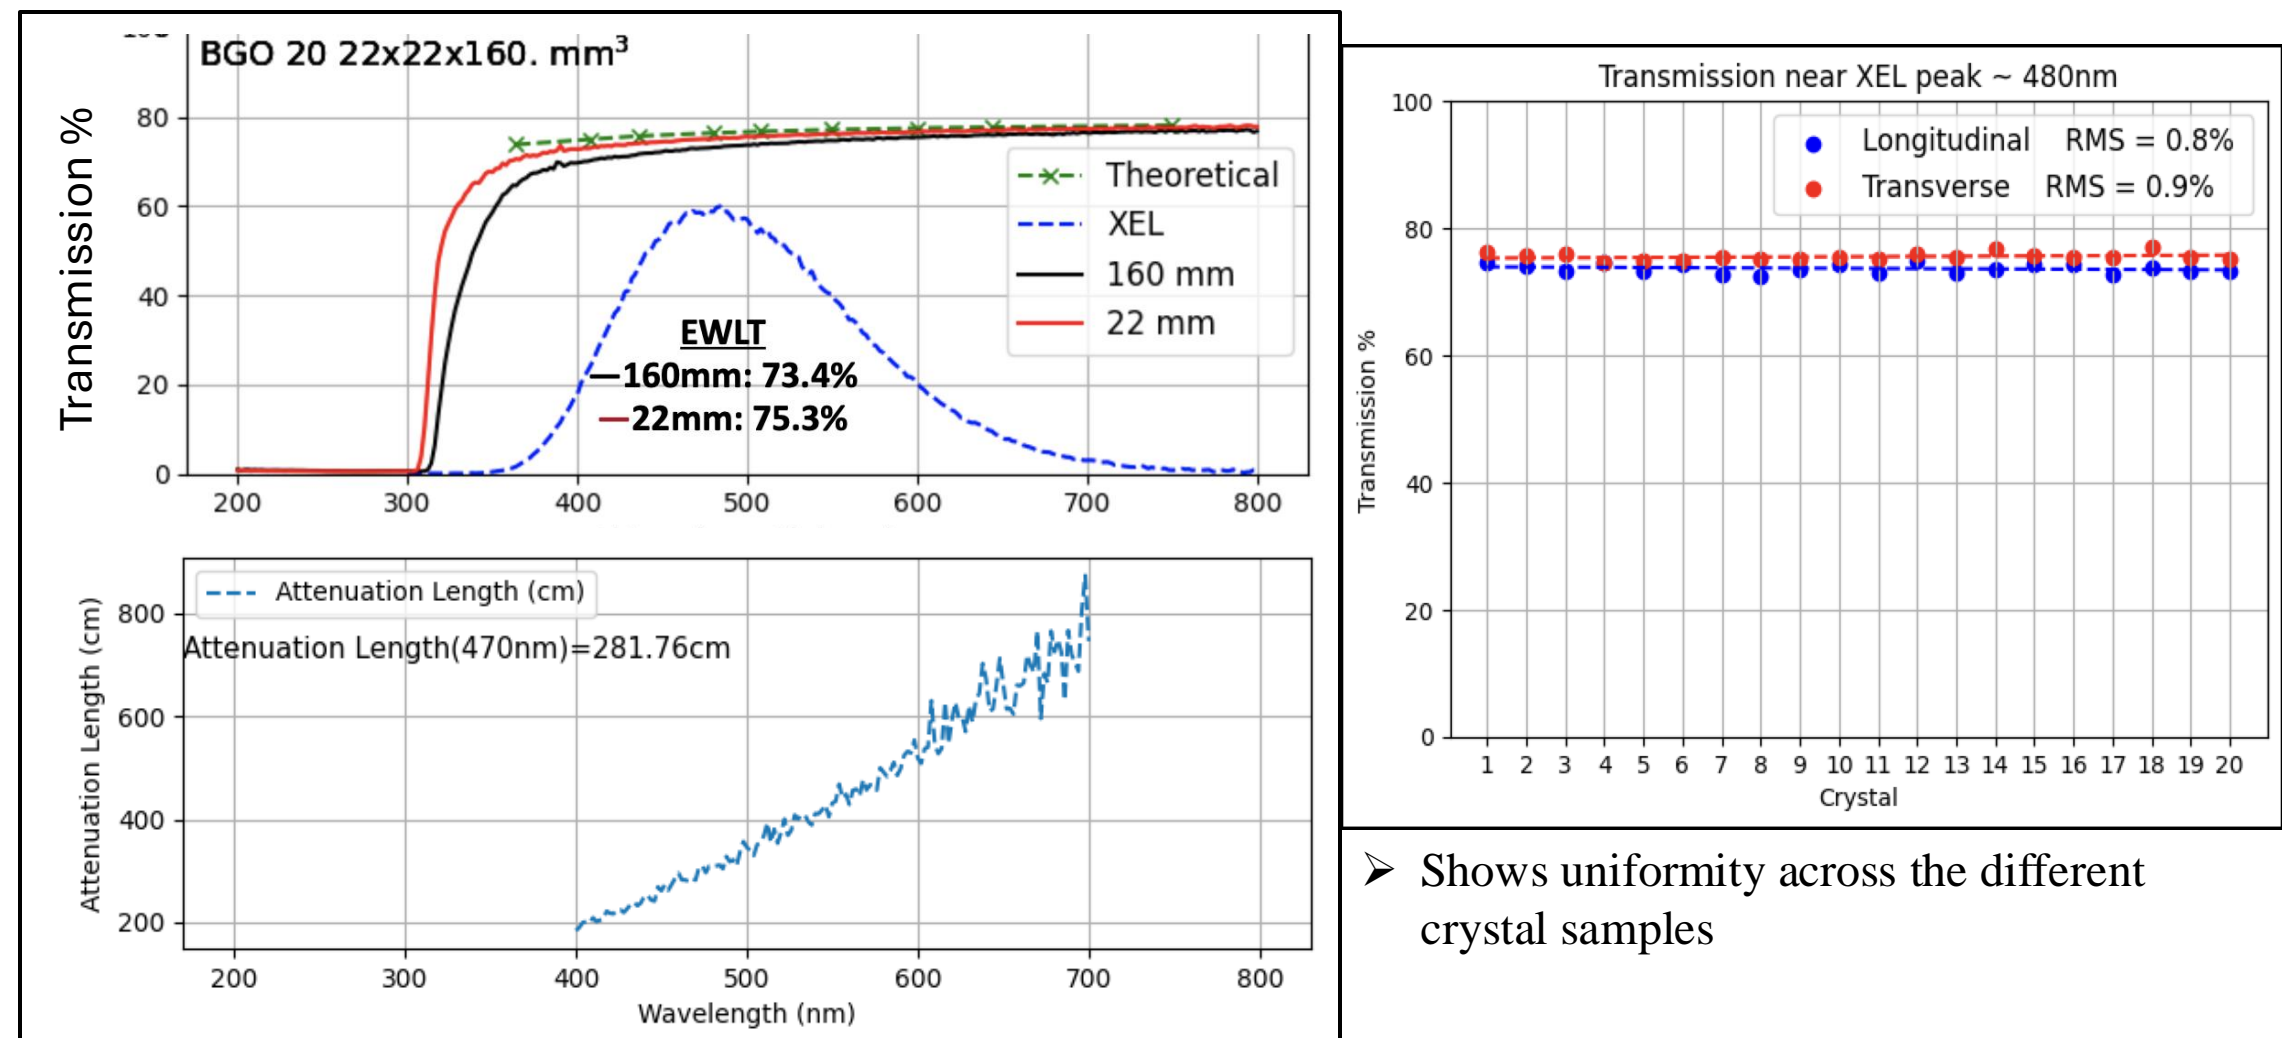 BGO 20 22x22x160. mm³
Transmission %
80
60
40
20
0
200 300 400 500 600 700 800
Theoretical
XEL
160 mm
22 mm
EWLT
160mm: 73.4%
22mm: 75.3%
Attenuation Length (cm)
Attenuation Length(470nm)=281.76cm
Attenuation Length (cm)
800
600
400
200
200 300 400 500 600 700 800
Wavelength (nm)
Transmission near XEL peak ~ 480nm
Longitudinal RMS = 0.8%
Transverse RMS = 0.9%
Transmission %
100
80
60
40
20
0
1 2 3 4 5 6 7 8 9 10 11 12 13 14 15 16 17 18 19 20
Crystal
➢ Shows uniformity across the different
crystal samples